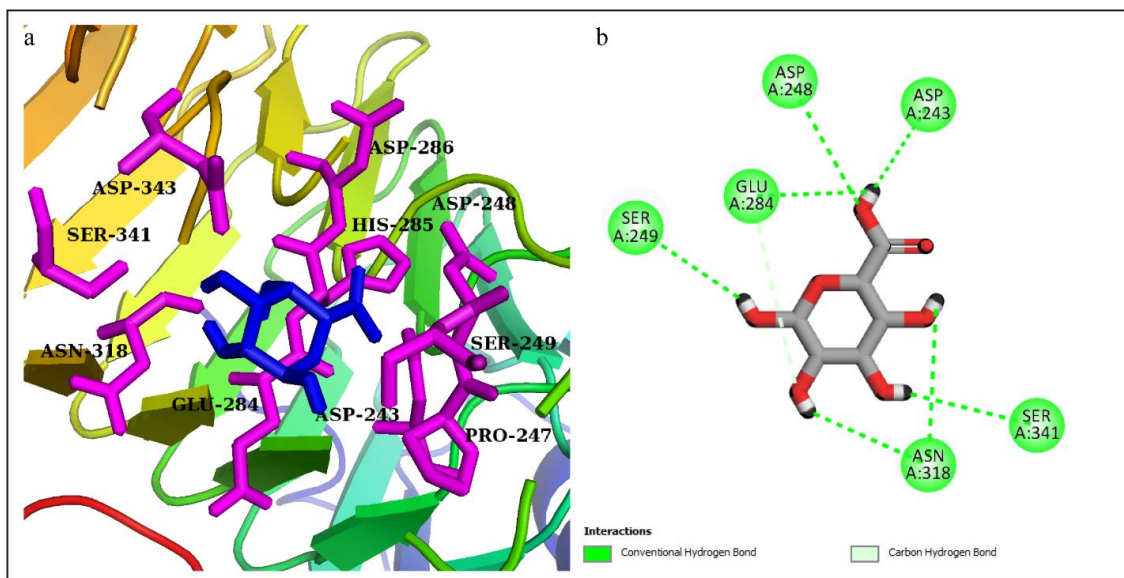 a
ASP-286
ASP-343
ASP-248
SER-341
HIS-285
ASN-318
SER-249
GLU-284
ASP-243
PRO-247
b
ASP
A:248
ASP
A:243
GLU
A:284
SER
A:249
SER
A:341
ASN
A:318
Interactions
Conventional Hydrogen Bond
Carbon Hydrogen Bond